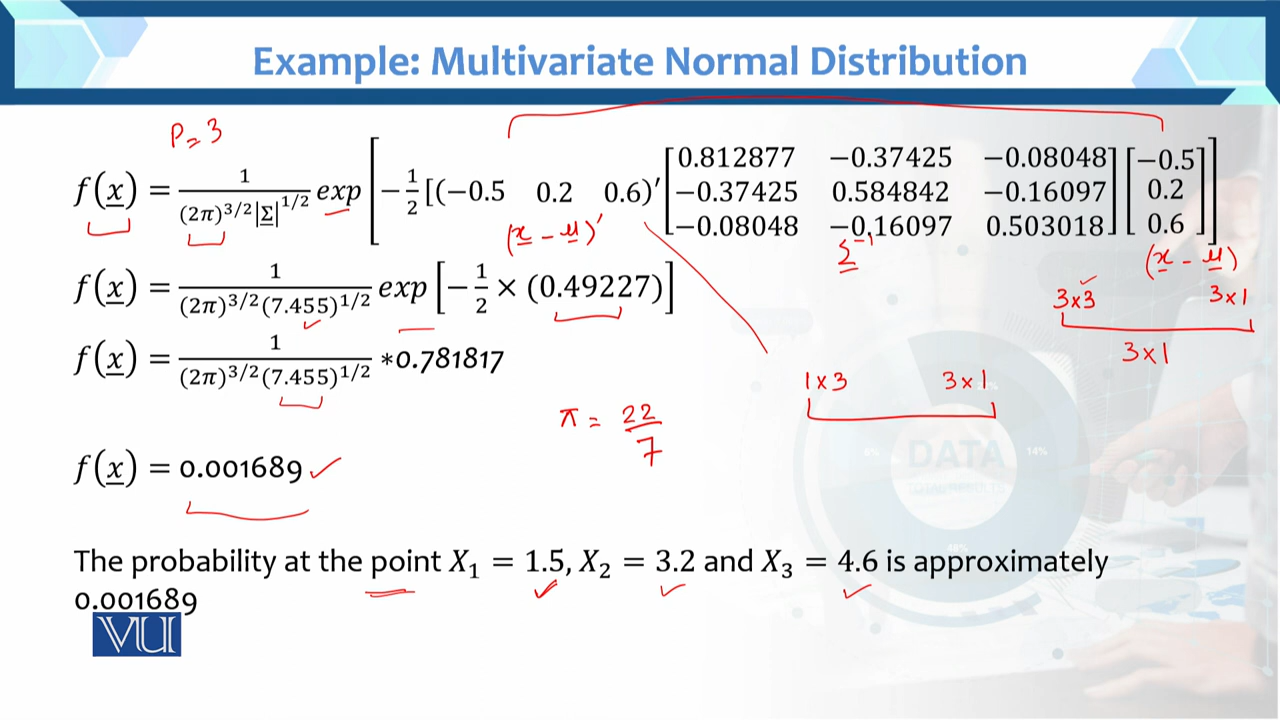 Example: Multivariate Normal Distribution
P = 3
f(x) = 1/((2π)^3/2 |Σ|^1/2) exp [−1/2 [(−0.5 0.2 0.6)′ [0.812877 −0.37425 −0.08048
−0.37425 0.584842 −0.16097
−0.08048 −0.16097 0.503018] [−0.5
0.2
0.6]]
(x − μ)′ Σ⁻¹ (x − μ)
f(x) = 1/((2π)^3/2 (7.455)^1/2) exp [−1/2 × (0.49227)]
3×3 3×1
3×1
f(x) = 1/((2π)^3/2 (7.455)^1/2) *0.781817
1×3 3×1
π = 22/7
f(x) = 0.001689
DATA
14%
The probability at the point X₁ = 1.5, X₂ = 3.2 and X₃ = 4.6 is approximately
0.001689
VU